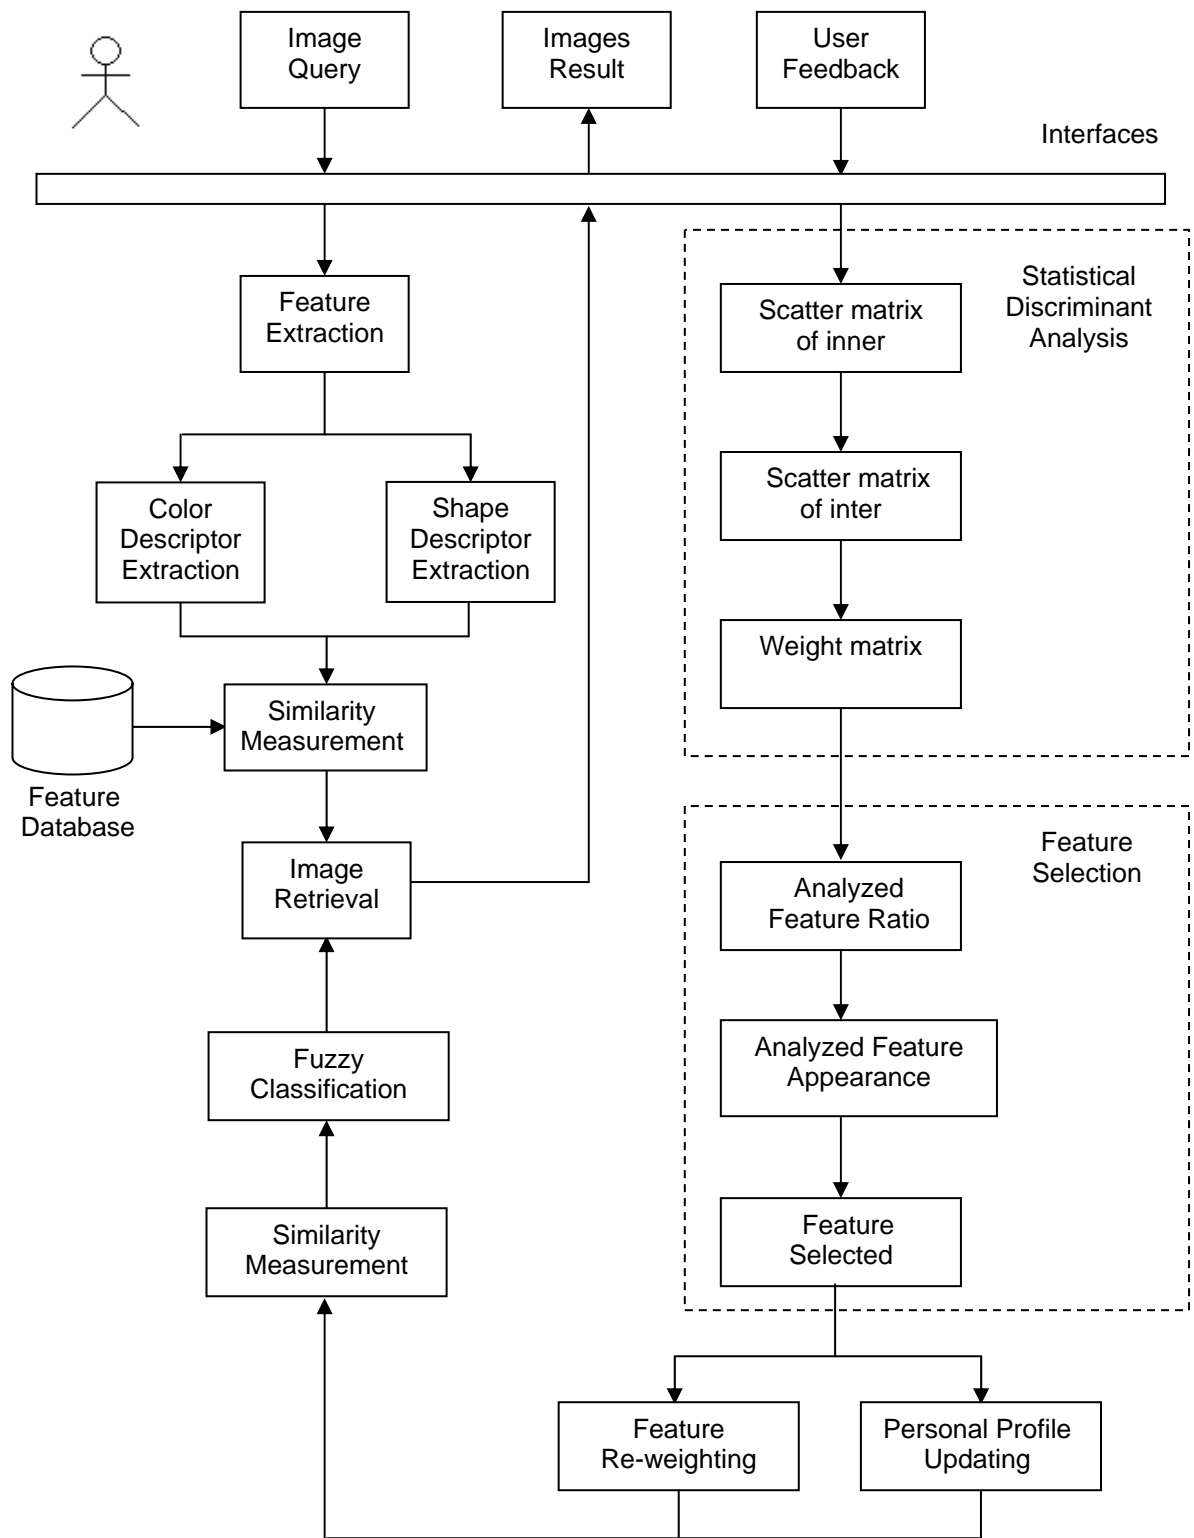 Image
Query
Images
Result
User
Feedback
Interfaces
Feature
Extraction
Statistical
Discriminant
Analysis
Scatter matrix
of inner
Color
Descriptor
Extraction
Shape
Descriptor
Extraction
Scatter matrix
of inter
Weight matrix
Similarity
Measurement
Feature
Database
Image
Retrieval
Feature
Selection
Analyzed
Feature Ratio
Fuzzy
Classification
Analyzed Feature
Appearance
Similarity
Measurement
Feature
Selected
Feature
Re-weighting
Personal Profile
Updating